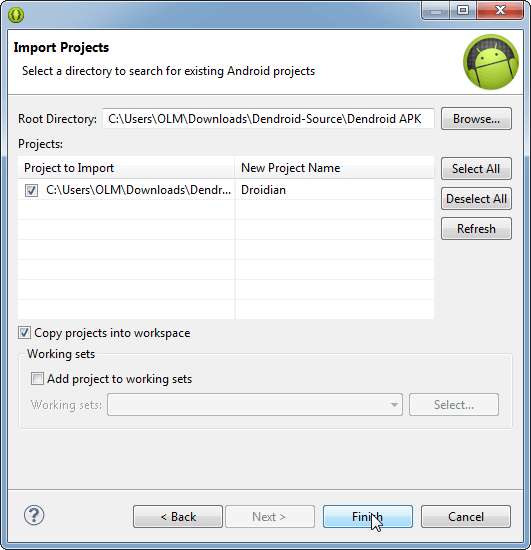 Import Projects
Select a directory to search for existing Android projects
Root Directory: C:\Users\OLM\Downloads\Dendroid-Source\Dendroid APK Browse...
Projects:
Project to Import New Project Name Select All
C:\Users\OLM\Downloads\Dendr... Droidian Deselect All
Refresh
Copy projects into workspace
Working sets
Add project to working sets
Working sets: Select...
? < Back Next > Finish Cancel